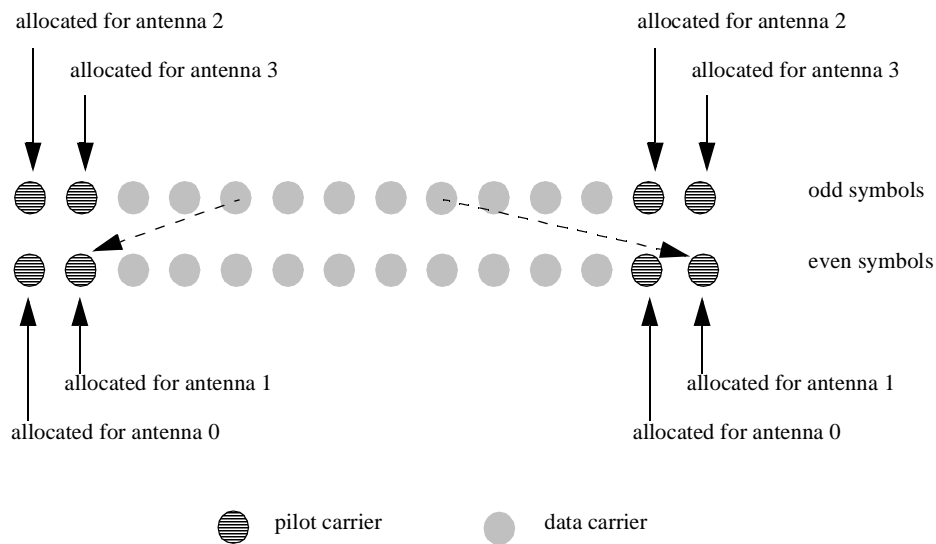 allocated for antenna 2
allocated for antenna 2
allocated for antenna 3
allocated for antenna 3
odd symbols
even symbols
allocated for antenna 1
allocated for antenna 1
allocated for antenna 0
allocated for antenna 0
pilot carrier
data carrier